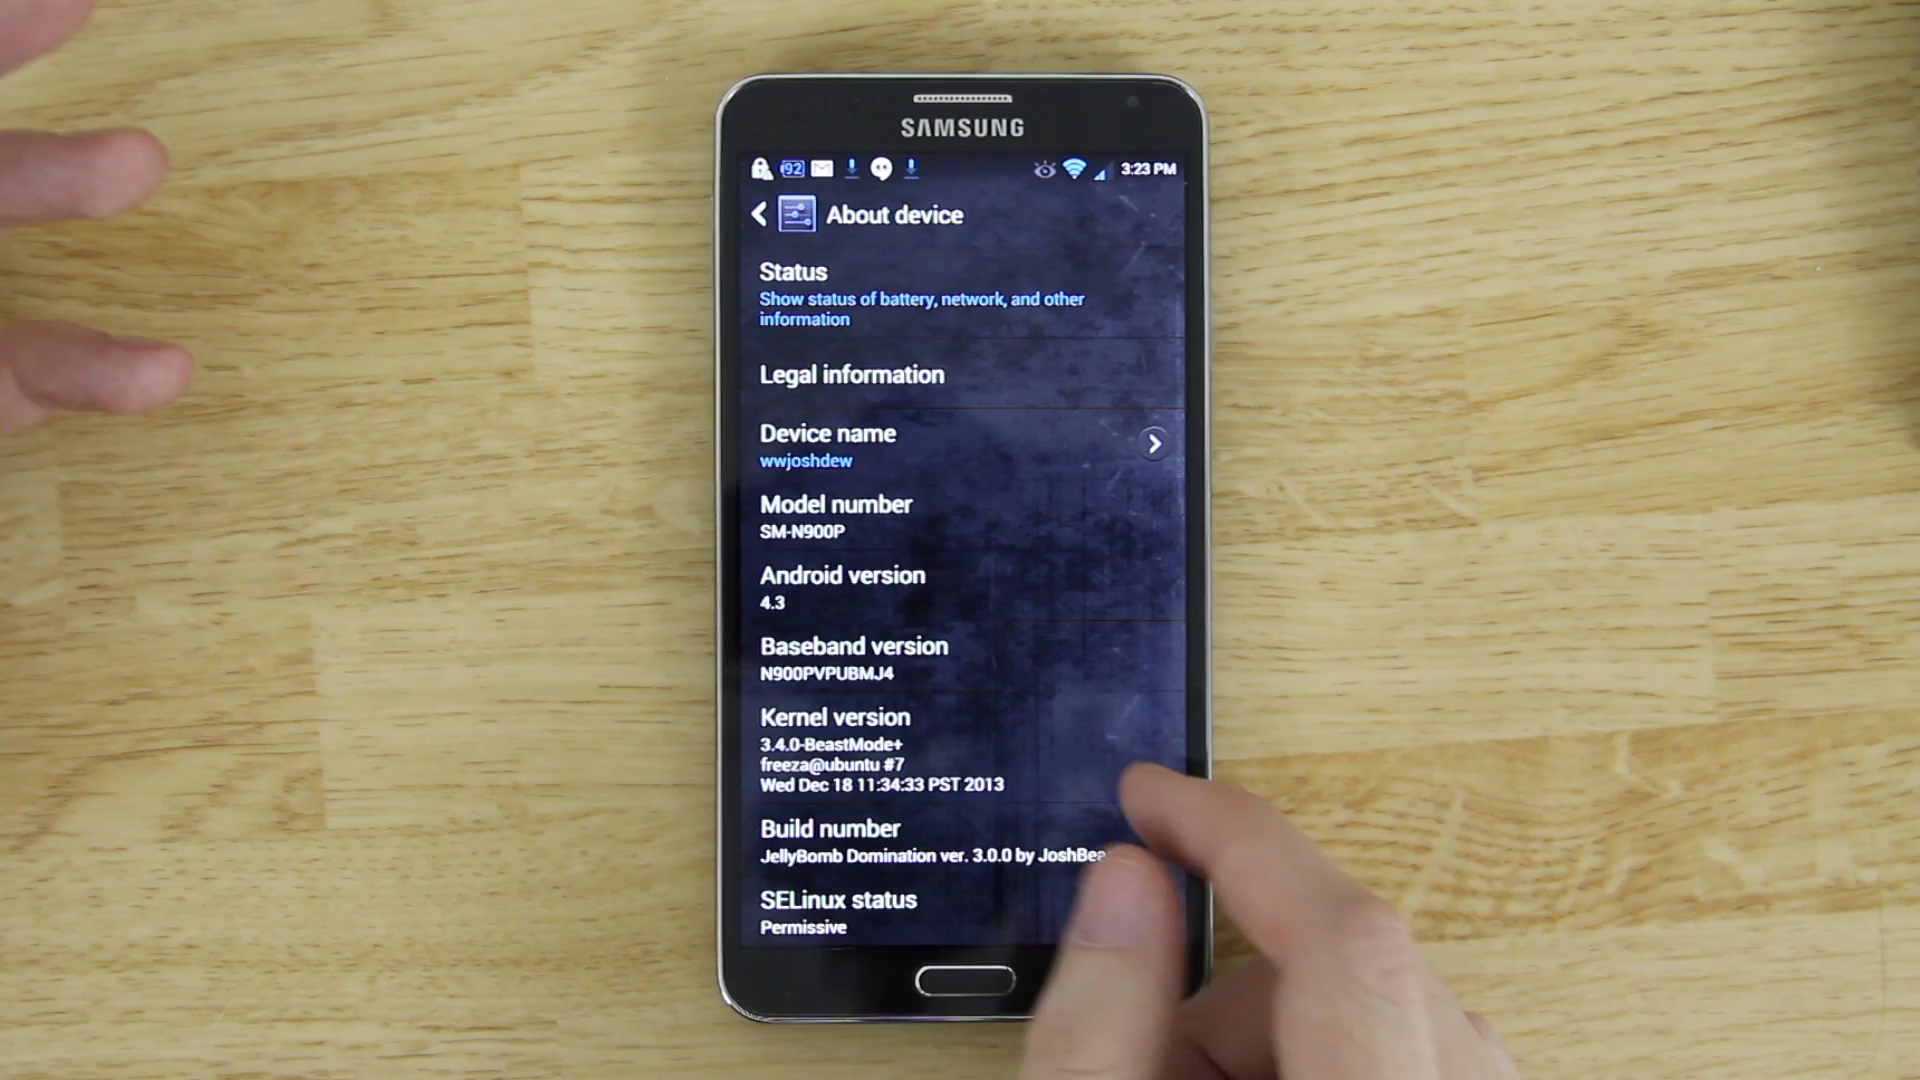 SAMSUNG
92 3:23 PM
About device
Status
Show status of battery, network, and other
information
Legal information
Device name
wwjoshdew
Model number
SM-N900P
Android version
4.3
Baseband version
N900PVPUBMJ4
Kernel version
3.4.0-BeastMode+
freeza@ubuntu #7
Wed Dec 18 11:34:33 PST 2013
Build number
JellyBomb Domination ver. 3.0.0 by
SELinux status
Permissive